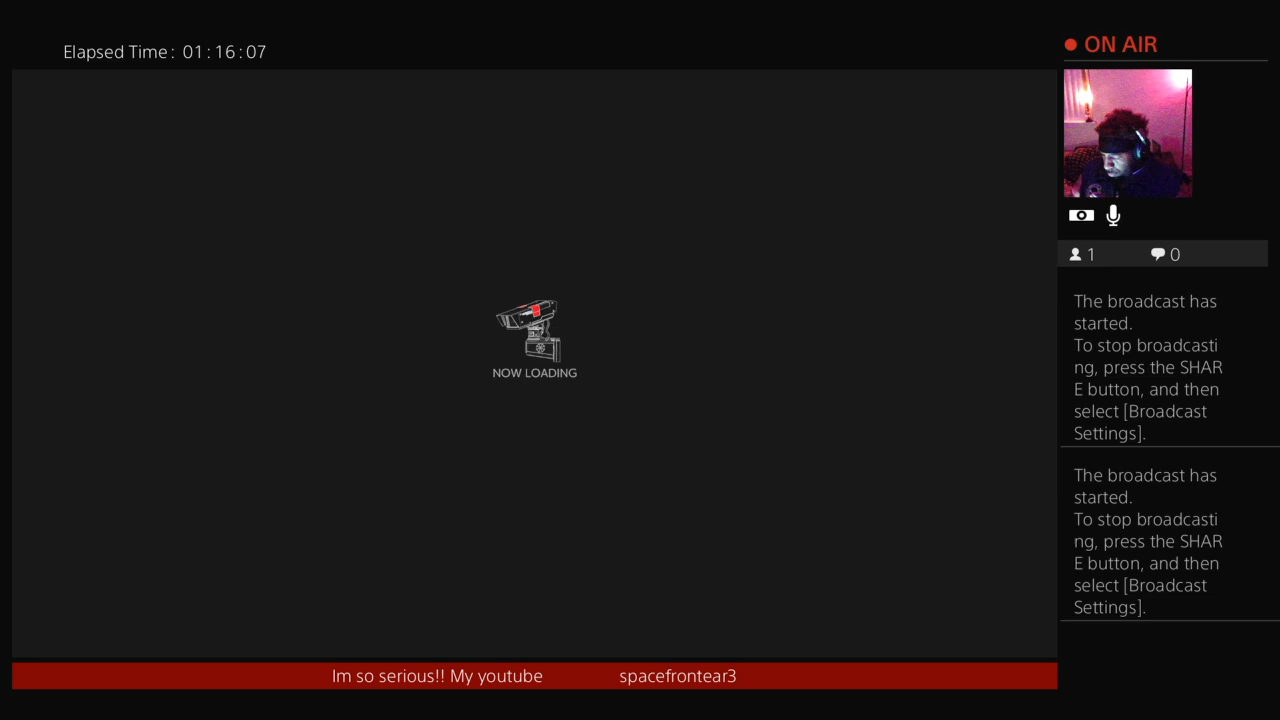 Elapsed Time: 01:16:07
ON AIR
1 0
The broadcast has
started.
To stop broadcasti
ng, press the SHAR
E button, and then
select [Broadcast
Settings].
The broadcast has
started.
To stop broadcasti
ng, press the SHAR
E button, and then
select [Broadcast
Settings].
NOW LOADING
Im so serious!! My youtube spacefrontear3